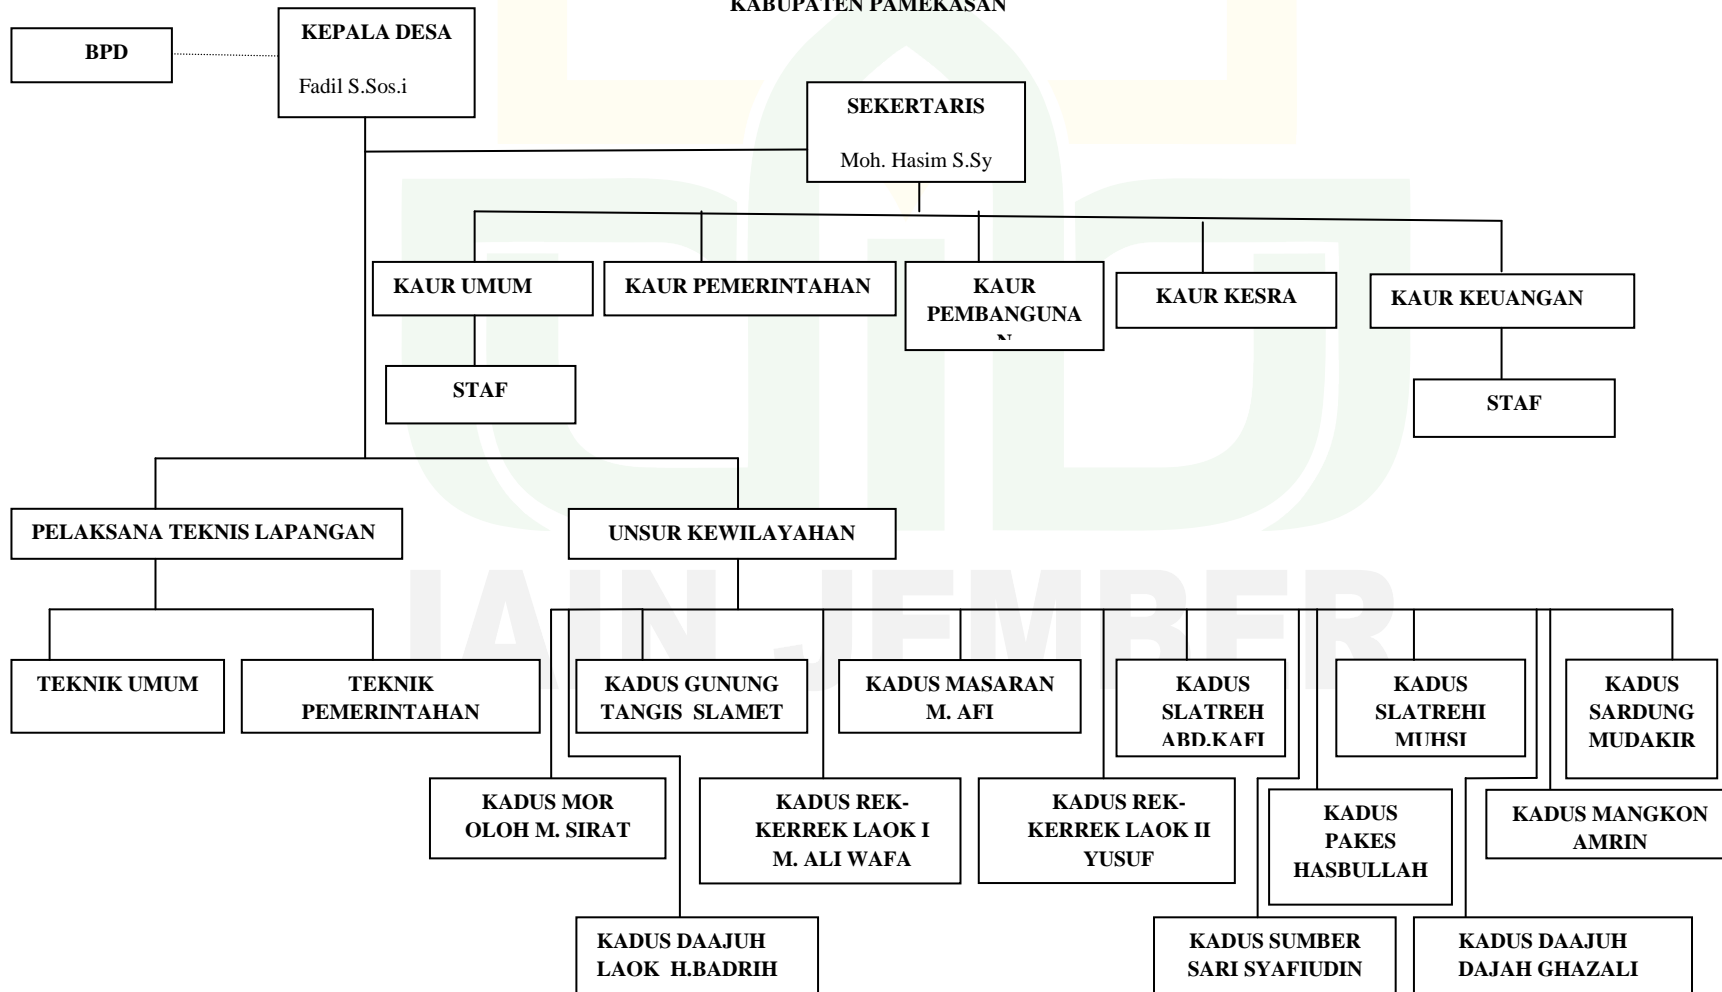 KABUPATEN PAMEKASAN
BPD
KEPALA DESA
Fadil S.Sos.i
SEKERTARIS
Moh. Hasim S.Sy
KAUR UMUM
KAUR PEMERINTAHAN
KAUR
PEMBANGUNA
N
KAUR KESRA
KAUR KEUANGAN
STAF
STAF
PELAKSANA TEKNIS LAPANGAN
UNSUR KEWILAYAHAN
TEKNIK UMUM
TEKNIK
PEMERINTAHAN
KADUS GUNUNG
TANGIS SLAMET
KADUS MASARAN
M. AFI
KADUS
SLATREH
ABD.KAFI
KADUS
SLATREHI
MUHSI
KADUS
SARDUNG
MUDAKIR
KADUS MOR
OLOH M. SIRAT
KADUS REK-
KERREK LAOK I
M. ALI WAFA
KADUS REK-
KERREK LAOK II
YUSUF
KADUS
PAKES
HASBULLAH
KADUS MANGKON
AMRIN
KADUS DAAJUH
LAOK H.BADRIH
KADUS SUMBER
SARI SYAFIUDIN
KADUS DAAJUH
DAJAH GHAZALI
IAIN JEMBER